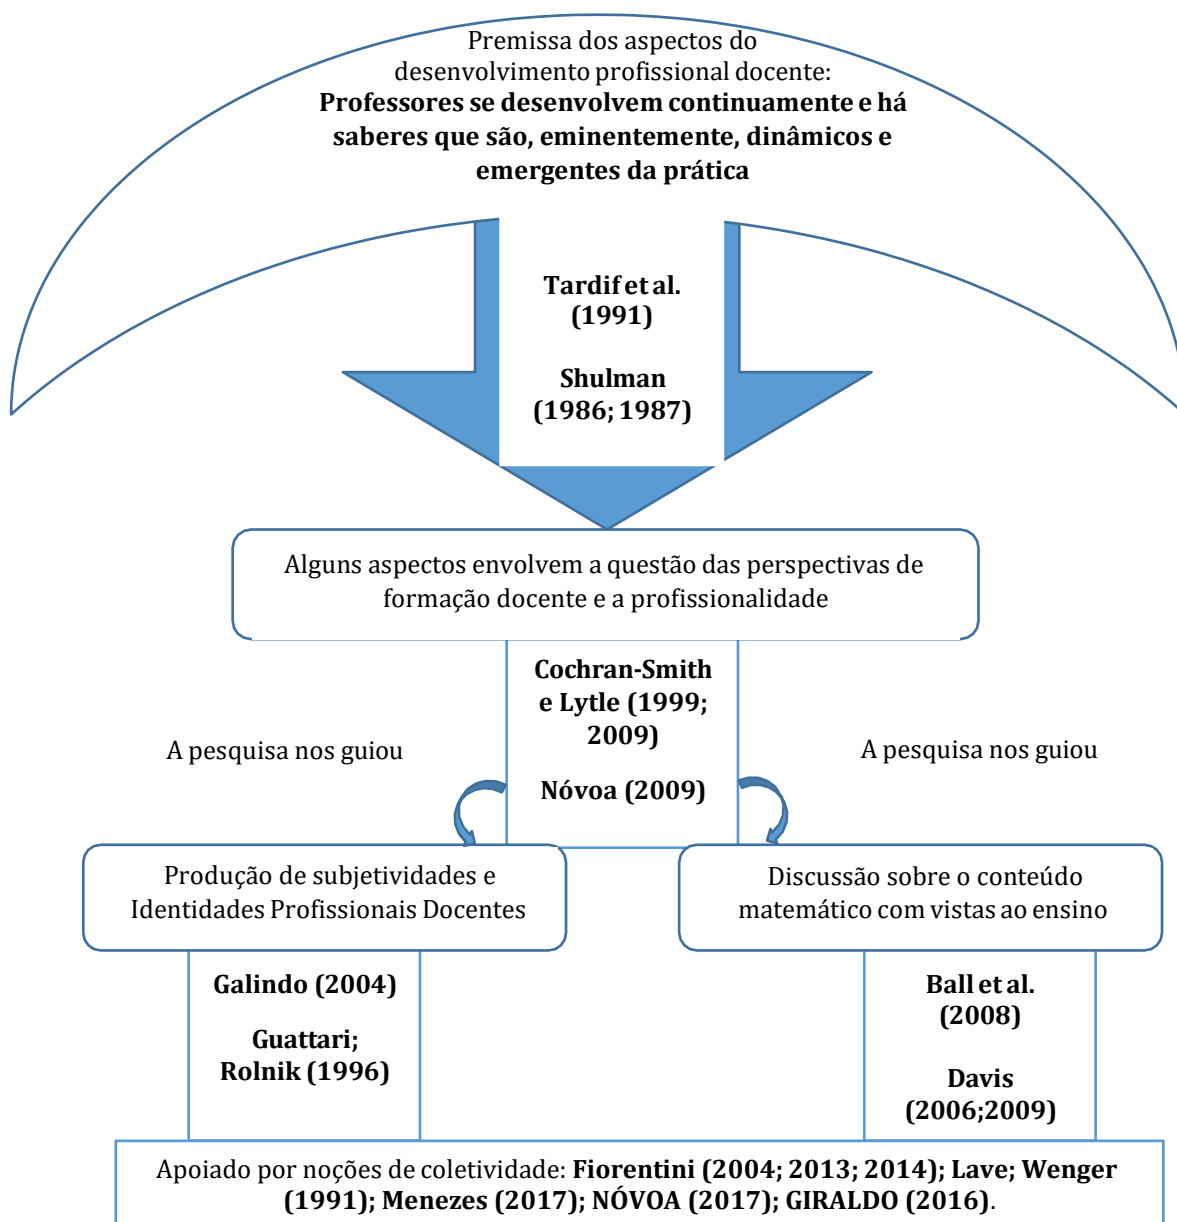 Premissa dos aspectos do
desenvolvimento profissional docente:
Professores se desenvolvem continuamente e há
saberes que são, eminentemente, dinâmicos e
emergentes da prática
Tardif et al.
(1991)
Shulman
(1986; 1987)
Alguns aspectos envolvem a questão das perspectivas de
formação docente e a profissionalidade
Cochran-Smith
e Lytle (1999;
2009)
Nóvoa (2009)
A pesquisa nos guiou
A pesquisa nos guiou
Produção de subjetividades e
Identidades Profissionais Docentes
Discussão sobre o conteúdo
matemático com vistas ao ensino
Galindo (2004)
Guattari;
Rolnik (1996)
Ball et al.
(2008)
Davis
(2006;2009)
Apoiado por noções de coletividade: Fiorentini (2004; 2013; 2014); Lave; Wenger
(1991); Menezes (2017); NÓVOA (2017); GIRALDO (2016).